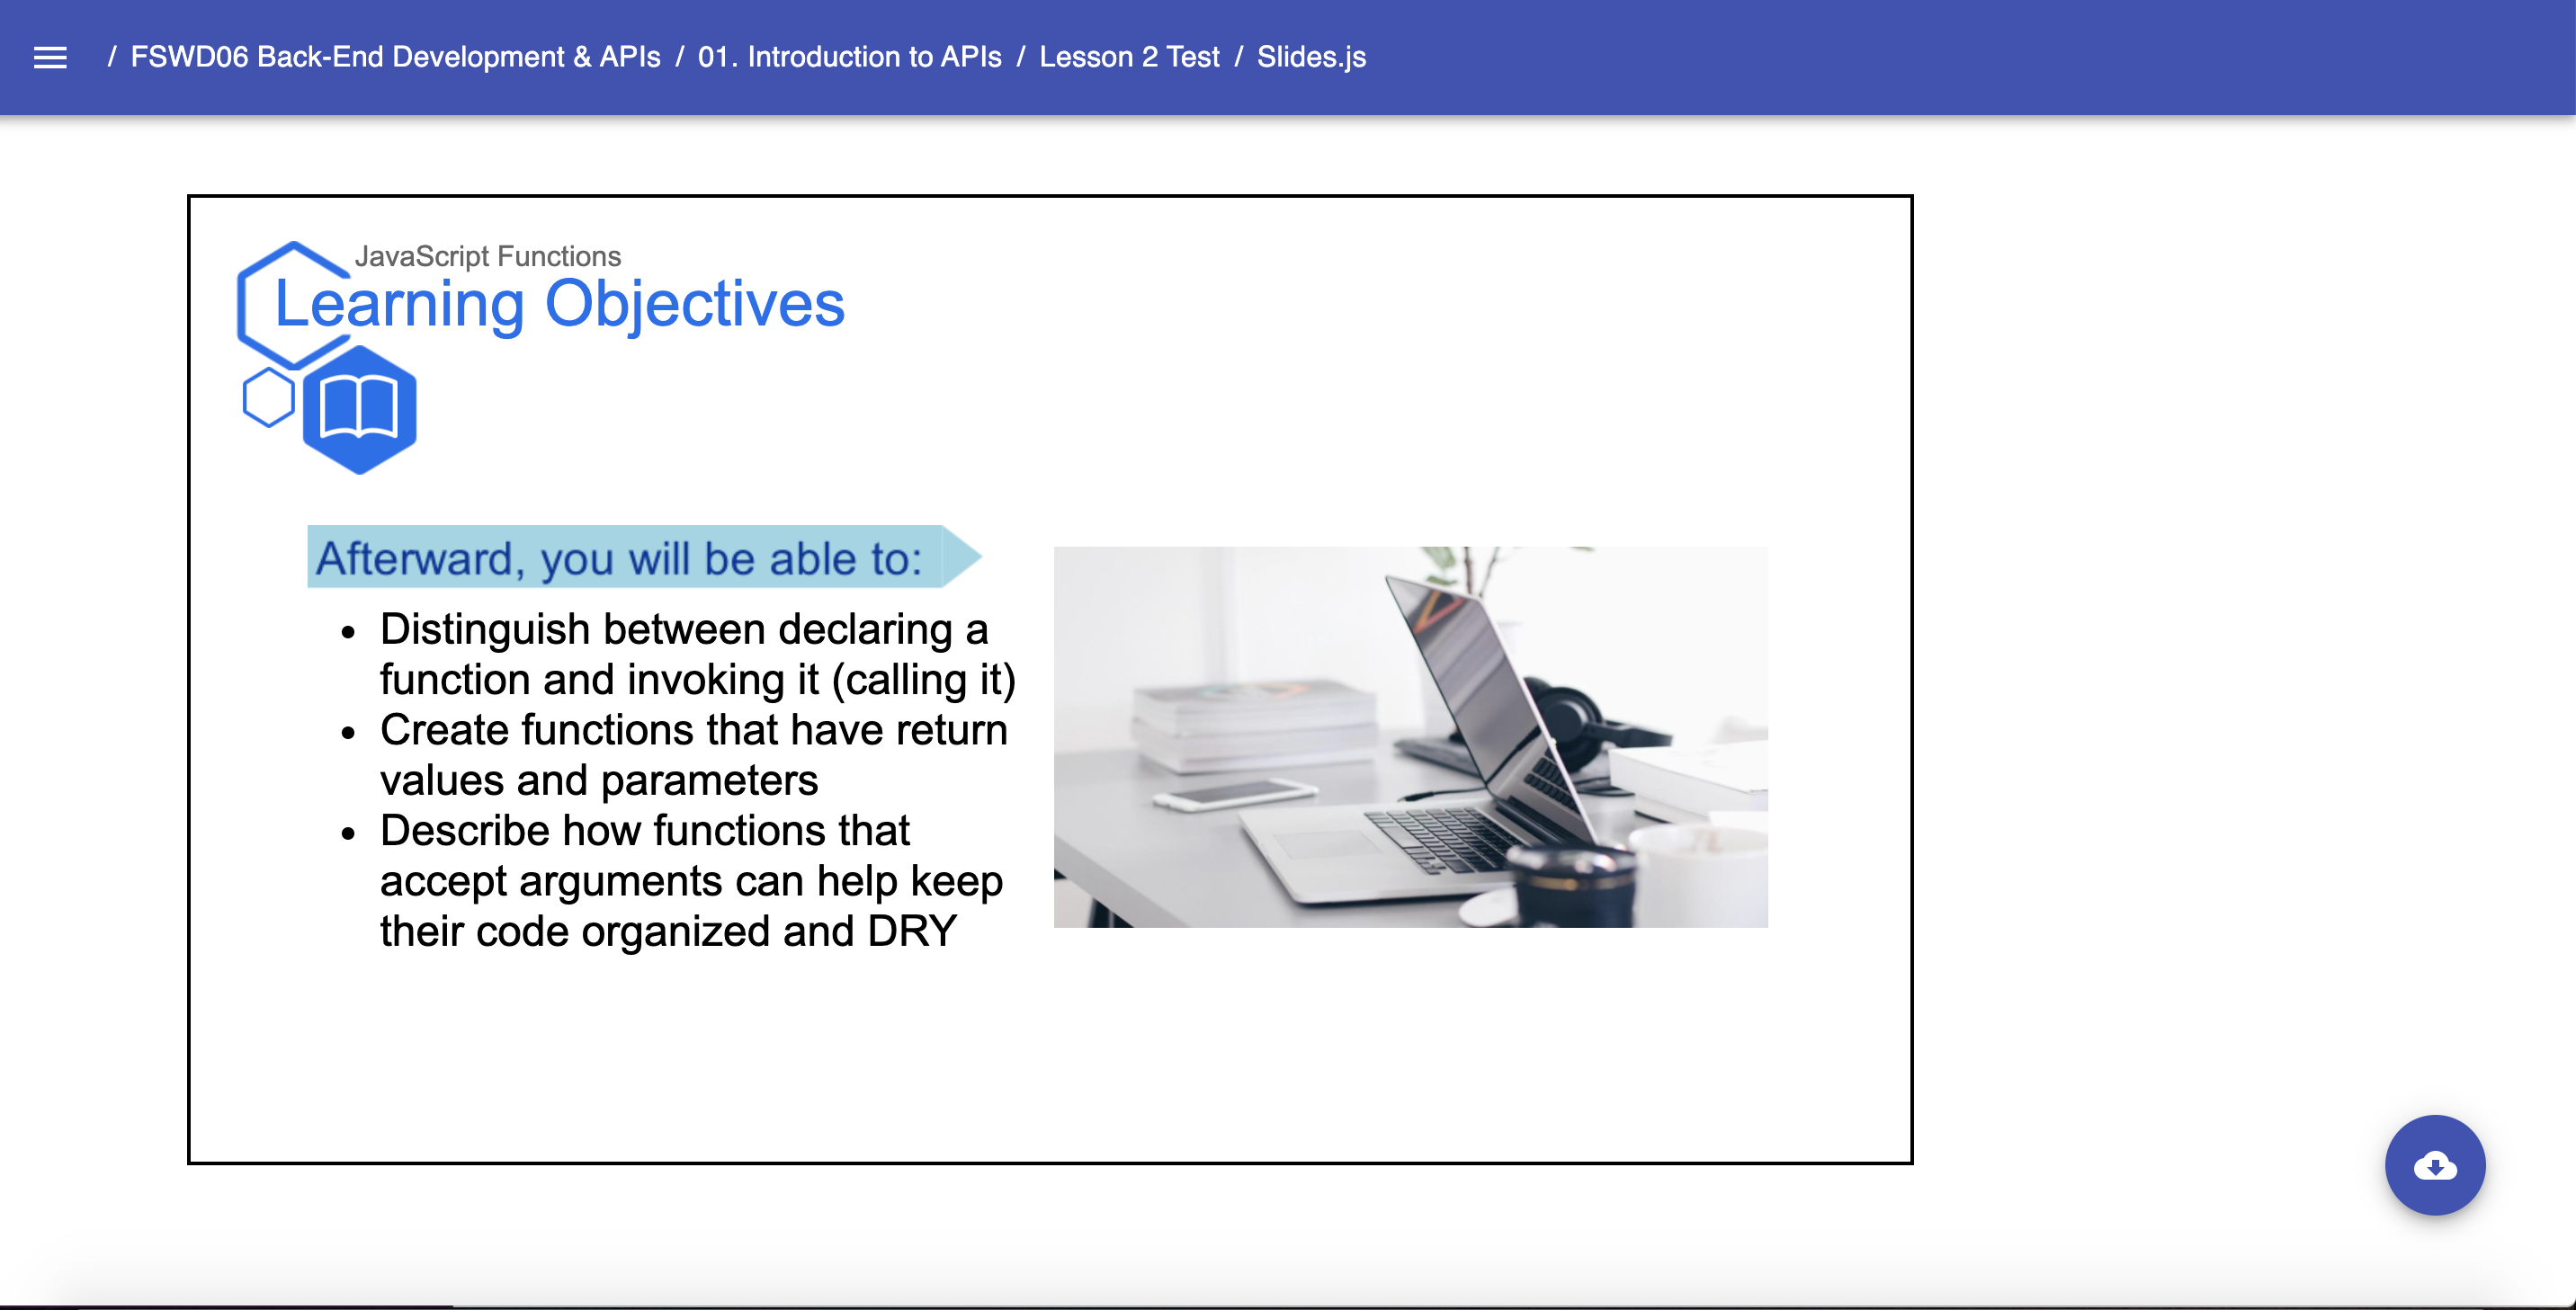 / FSWD06 Back-End Development & APIs / 01. Introduction to APIs / Lesson 2 Test / Slides.js
JavaScript Functions
Learning Objectives
Afterward, you will be able to:
• Distinguish between declaring a
function and invoking it (calling it)
• Create functions that have return
values and parameters
• Describe how functions that
accept arguments can help keep
their code organized and DRY